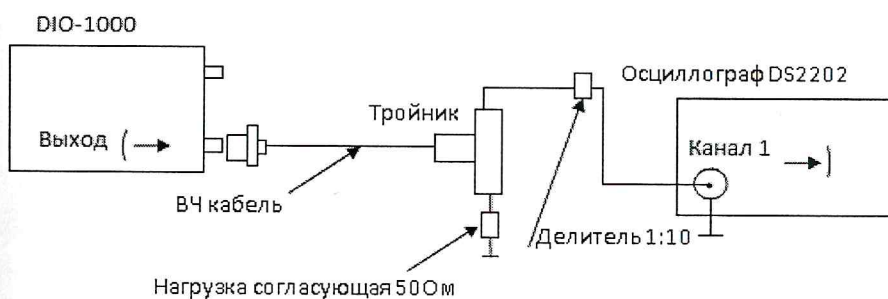 DIO-1000
Осциллограф DS2202
Тройник
Выход
Канал 1
ВЧ кабель
Делитель 1:10
Нагрузка согласующая 50Ом